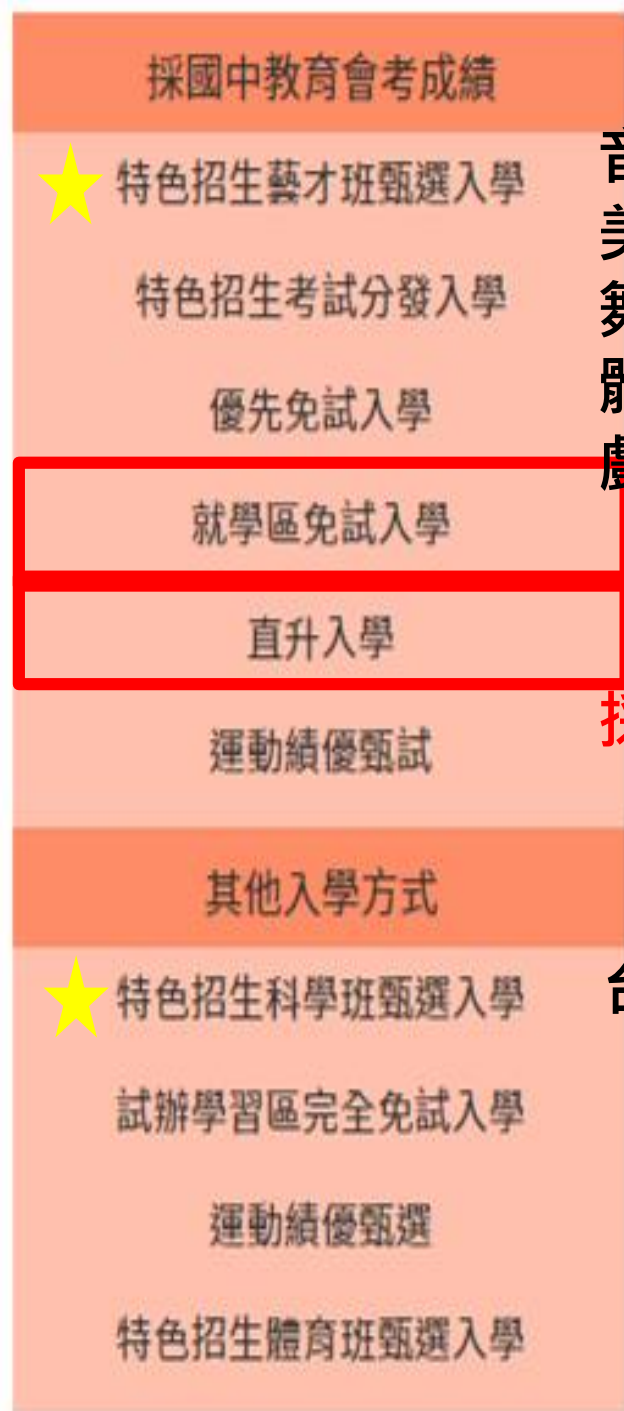 採國中教育會考成績
特色招生藝才班甄選入學
特色招生考試分發入學
優先免試入學
就學區免試入學
直升入學
運動績優甄試
其他入學方式
特色招生科學班甄選入學
試辦學習區完全免試入學
運動績優甄選
特色招生體育班甄選入學